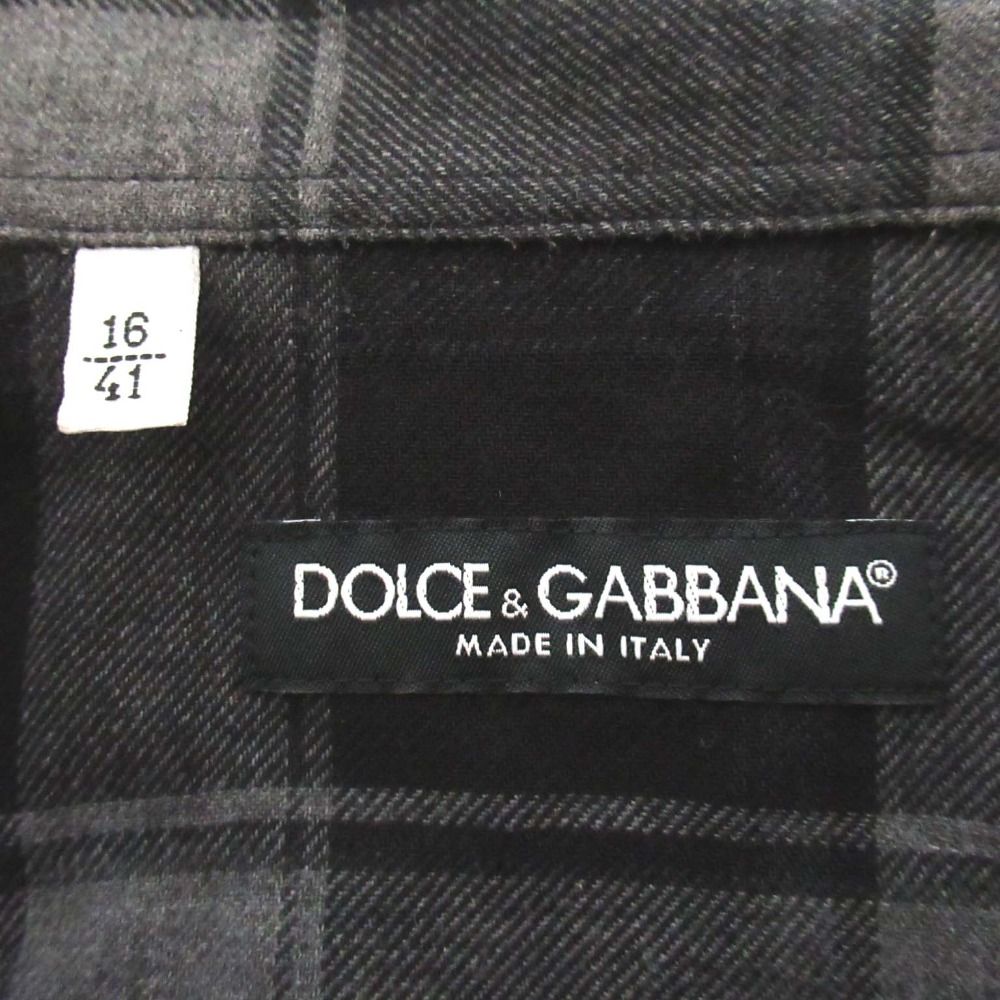 16
41
DOLCE & GABBANA®
MADE IN ITALY